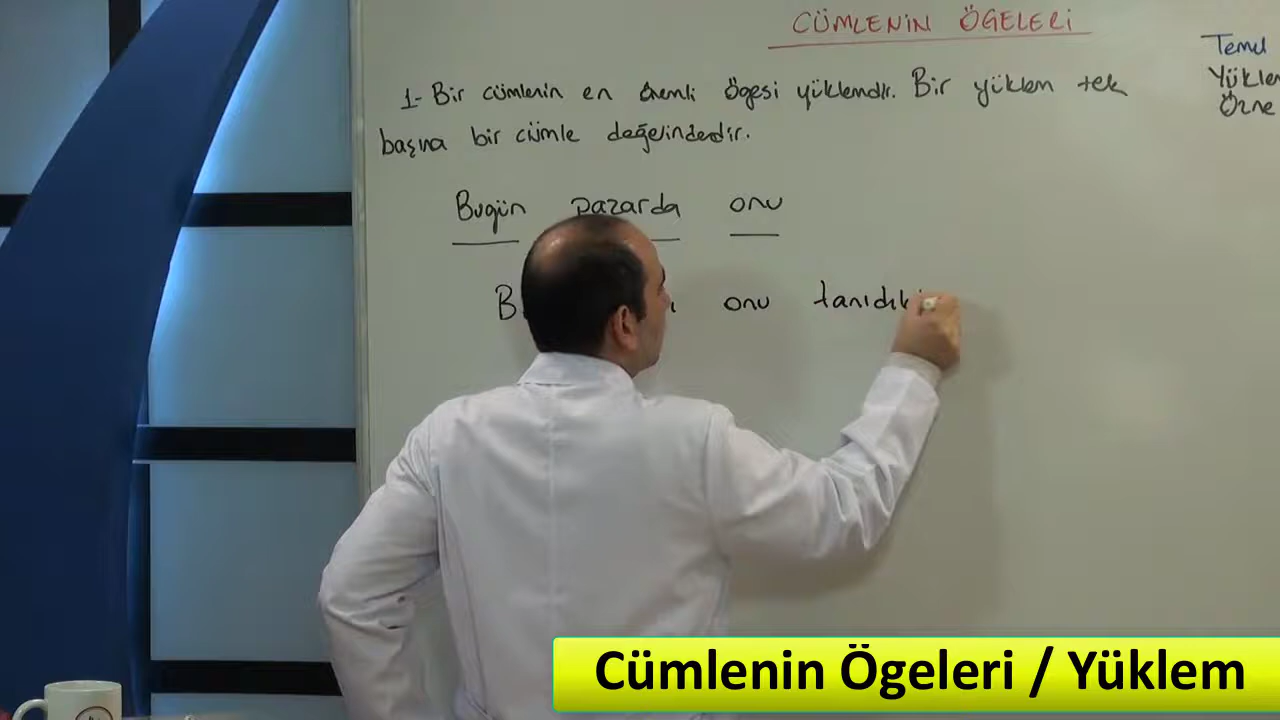 CÜMLENİN ÖGELERİ
1- Bir cümlenin en önemli ögesi yüklemdir. Bir yüklem tek
başına bir cümle değerindedir.
Temel
Yüklem
Özne
Bugün pazarda onu
onu
Cümlenin Ögeleri / Yüklem